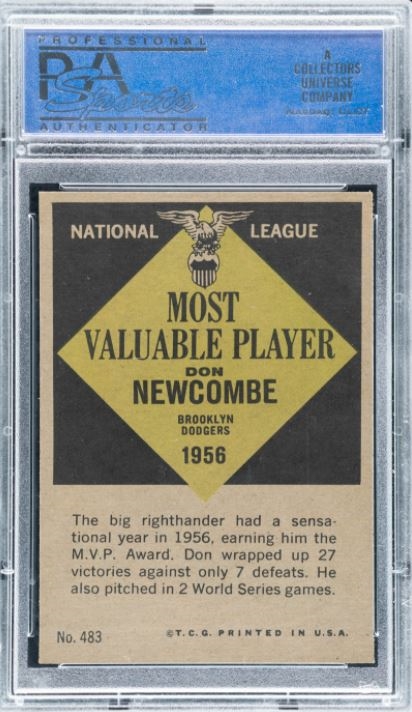 PROFESSIONAL
PSA
Sports
AUTHENTICATOR
A
COLLECTORS
UNIVERSE
COMPANY
NASDAQ: CLCT
NATIONAL LEAGUE
MOST
VALUABLE PLAYER
DON
NEWCOMBE
BROOKLYN
DODGERS
1956
The big righthander had a sensa-
tional year in 1956, earning him the
M.V.P. Award. Don wrapped up 27
victories against only 7 defeats. He
also pitched in 2 World Series games.
No. 483 ©T.C.G. PRINTED IN U.S.A.